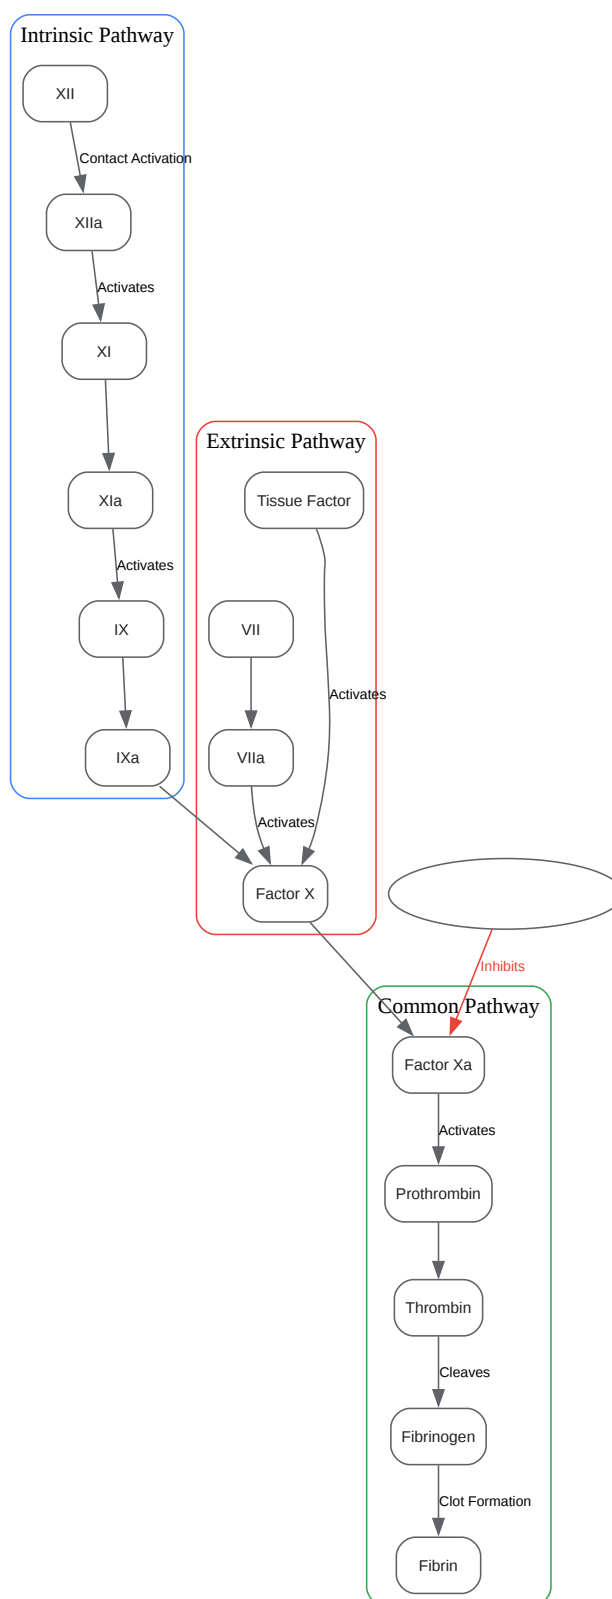 Intrinsic Pathway
XII
Contact Activation
XIIa
Activates
XI
XIa
Activates
IX
IXa
Extrinsic Pathway
Tissue Factor
VII
Activates
VIIa
Activates
Factor X
Inhibits
Common Pathway
Factor Xa
Activates
Prothrombin
Thrombin
Cleaves
Fibrinogen
Clot Formation
Fibrin